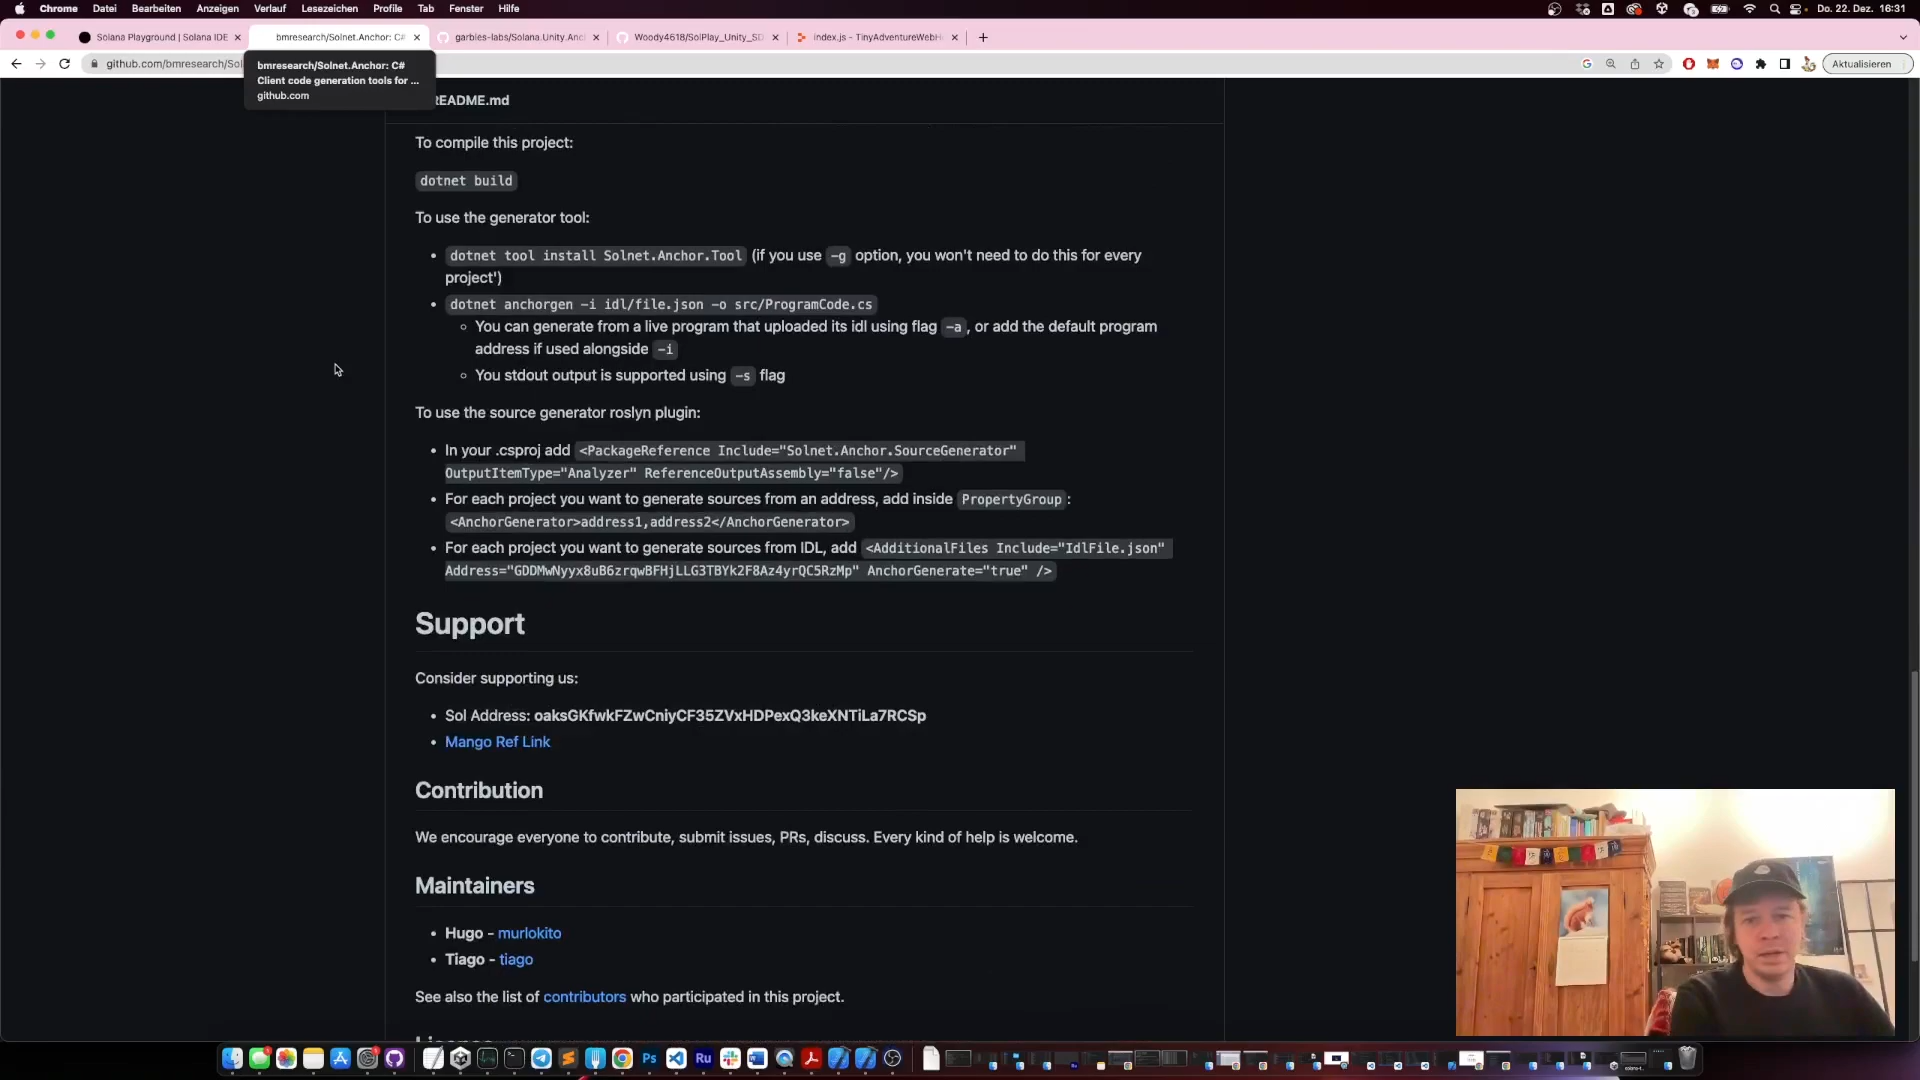 Chrome Datei Bearbeiten Anzeigen Verlauf Lesezeichen Profile Tab Fenster Hilfe Do. 22. Dez. 16:31
Solana Playground | Solana IDE bmresearch/Solnet.Anchor: C# garbles-labs/Solana.Unity.Anc Woody4618/SolPlay_Unity_SD index.js - TinyAdventureWebH
github.com/bmresearch/Sol Aktualisieren
bmresearch/Solnet.Anchor: C#
Client code generation tools for ...
github.com
README.md
To compile this project:
dotnet build
To use the generator tool:
• dotnet tool install Solnet.Anchor.Tool (if you use -g option, you won't need to do this for every
project')
• dotnet anchorgen -i idl/file.json -o src/ProgramCode.cs
◦ You can generate from a live program that uploaded its idl using flag -a, or add the default program
address if used alongside -i
◦ You stdout output is supported using -s flag
To use the source generator roslyn plugin:
• In your .csproj add <PackageReference Include="Solnet.Anchor.SourceGenerator"
OutputItemType="Analyzer" ReferenceOutputAssembly="false"/>
• For each project you want to generate sources from an address, add inside PropertyGroup:
<AnchorGenerator>address1,address2</AnchorGenerator>
• For each project you want to generate sources from IDL, add <AdditionalFiles Include="IdlFile.json"
Address="GDDMwNyyx8uB6zrqwBFHjLLG3TBYk2F8Az4yrQC5RzMp" AnchorGenerate="true" />
Support
Consider supporting us:
• Sol Address: oaksGKfwkFZwCniyCF35ZVxHDPexQ3keXNTiLa7RCSp
• Mango Ref Link
Contribution
We encourage everyone to contribute, submit issues, PRs, discuss. Every kind of help is welcome.
Maintainers
• Hugo - murlokito
• Tiago - tiago
See also the list of contributors who participated in this project.
License